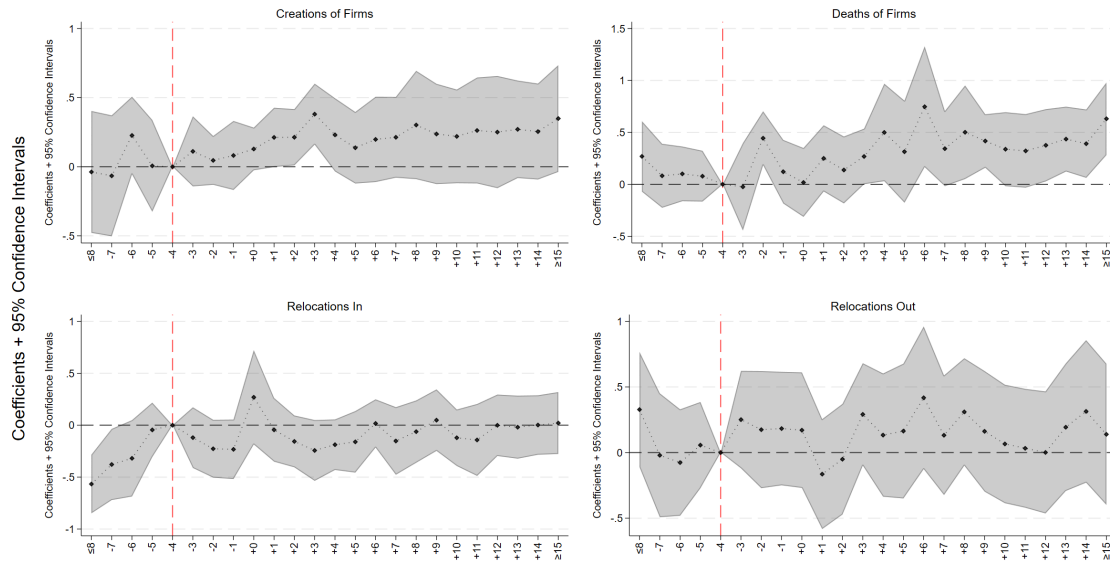 Coefficients + 95% Confidence Intervals
Creations of Firms
Coefficients + 95% Confidence Intervals
1
.5
0
-.5
≤8 -7 -6 -5 -4 -3 -2 -1 +0 +1 +2 +3 +4 +5 +6 +7 +8 +9 +10 +11 +12 +13 +14 ≥15
Deaths of Firms
Coefficients + 95% Confidence Intervals
1.5
1
.5
0
-.5
≤8 -7 -6 -5 -4 -3 -2 -1 +0 +1 +2 +3 +4 +5 +6 +7 +8 +9 +10 +11 +12 +13 +14 ≥15
Relocations In
Coefficients + 95% Confidence Intervals
1
.5
0
-.5
-1
≤8 -7 -6 -5 -4 -3 -2 -1 +0 +1 +2 +3 +4 +5 +6 +7 +8 +9 +10 +11 +12 +13 +14 ≥15
Relocations Out
Coefficients + 95% Confidence Intervals
1
.5
0
-.5
≤8 -7 -6 -5 -4 -3 -2 -1 +0 +1 +2 +3 +4 +5 +6 +7 +8 +9 +10 +11 +12 +13 +14 ≥15